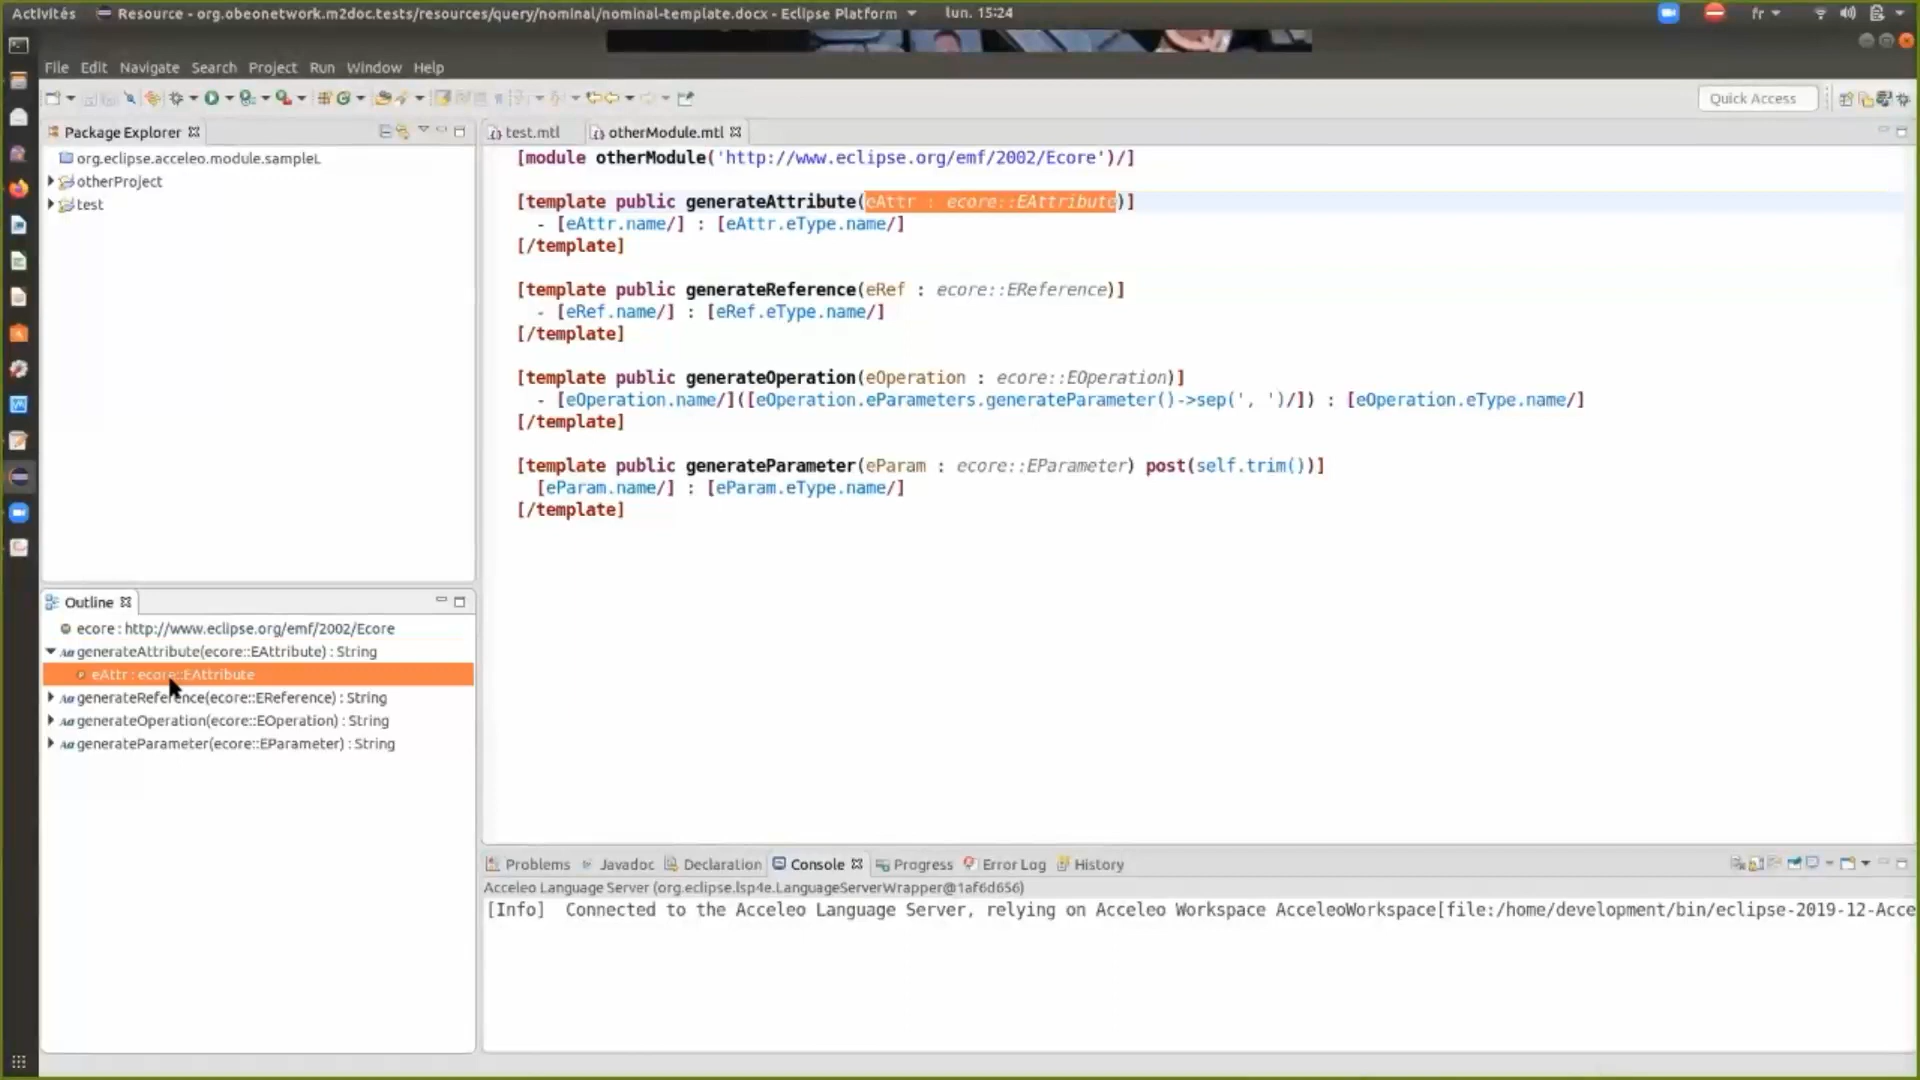 Activités Resource - org.obeonetwork.m2doc.tests/resources/query/nominal/nominal-template.docx - Eclipse Platform lun. 15:24 fr
File Edit Navigate Search Project Run Window Help
Quick Access
Package Explorer
org.eclipse.acceleo.module.sampleL
otherProject
test
test.mtl otherModule.mtl
[module otherModule('http://www.eclipse.org/emf/2002/Ecore')/]
[template public generateAttribute(eAttr : ecore::EAttribute)]
- [eAttr.name/] : [eAttr.eType.name/]
[/template]
[template public generateReference(eRef : ecore::EReference)]
- [eRef.name/] : [eRef.eType.name/]
[/template]
[template public generateOperation(eOperation : ecore::EOperation)]
- [eOperation.name/]([eOperation.eParameters.generateParameter()->sep(', ')/]) : [eOperation.eType.name/]
[/template]
[template public generateParameter(eParam : ecore::EParameter) post(self.trim())]
[eParam.name/] : [eParam.eType.name/]
[/template]
Outline
ecore : http://www.eclipse.org/emf/2002/Ecore
generateAttribute(ecore::EAttribute) : String
eAttr : ecore::EAttribute
generateReference(ecore::EReference) : String
generateOperation(ecore::EOperation) : String
generateParameter(ecore::EParameter) : String
Problems Javadoc Declaration Console Progress Error Log History
Acceleo Language Server (org.eclipse.lsp4e.LanguageServerWrapper@1af6d656)
[Info] Connected to the Acceleo Language Server, relying on Acceleo Workspace AcceleoWorkspace[file:/home/development/bin/eclipse-2019-12-Acce